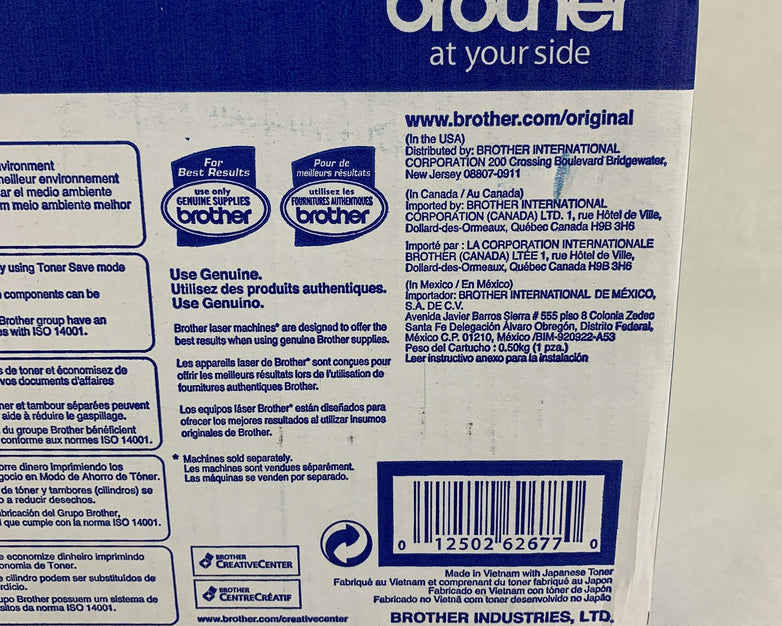 brother
at your side
www.brother.com/original
(In the USA)
Distributed by: BROTHER INTERNATIONAL
CORPORATION 200 Crossing Boulevard Bridgewater,
New Jersey 08807-0911
(In Canada / Au Canada)
Imported by: BROTHER INTERNATIONAL
CORPORATION (CANADA) LTD. 1, rue Hôtel de Ville,
Dollard-des-Ormeaux, Québec Canada H9B 3H6
Importé par : LA CORPORATION INTERNATIONALE
BROTHER (CANADA) LTÉE 1, rue Hôtel de Ville,
Dollard-des-Ormeaux, Québec Canada H9B 3H6
(In Mexico / En México)
Importador: BROTHER INTERNATIONAL DE MÉXICO,
S.A. DE C.V.
Avenida Javier Barros Sierra # 555 piso 8 Colonia Zedec
Santa Fe Delegación Álvaro Obregón, Distrito Federal,
México C.P. 01210, México /BIM-920922-A53
Peso del Cartucho : 0.50kg (1 pza.)
Leer instructivo anexo para la instalación
For
Best Results
use only
GENUINE SUPPLIES
brother
Pour de
meilleurs résultats
utilisez les
FOURNITURES AUTHENTIQUES
brother
Use Genuine.
Utilisez des produits authentiques.
Use Genuino.
Brother laser machines* are designed to offer the
best results when using genuine Brother supplies.
Les appareils laser de Brother* sont conçues pour
offrir les meilleurs résultats lors de l'utilisation de
fournitures authentiques Brother.
Los equipos láser Brother* están diseñados para
ofrecer los mejores resultados al utilizar insumos
originales de Brother.
* Machines sold separately.
Les machines sont vendues séparément.
Las máquinas se venden por separado.
vironment
neilleur environnement
ar el medio ambiente
m meio ambiente melhor
y using Toner Save mode
components can be
Brother group have an
s with ISO 14001.
s de toner et économisez de
vos documents d'affaires
ner et tambour séparées peuvent
aide à réduire le gaspillage.
du groupe Brother bénéficient
conforme aux normes ISO 14001.
orre dinero Imprimiendo los
gocio en Modo de Ahorro de Tóner.
de tóner y tambores (cilindros) se
o a reducir desechos.
abricación del Grupo Brother,
que cumple con la norma ISO 14001.
e economize dinheiro imprimindo
onomia de Toner.
e cilindro podem ser substituídos de
rdício.
upo Brother possuem um sistema de
sitos da norma ISO 14001.
BROTHER
CREATIVECENTER
BROTHER
CENTRECRÉATIF
www.brother.com/creativecenter
0 12502 62677 0
Made in Vietnam with Japanese Toner
Fabriqué au Vietnam et comprenant du toner fabriqué au Japon
Fabricado en Vietnam con tóner de Japón
Fabricado no Vietnã com toner desenvolvido no Japão
BROTHER INDUSTRIES, LTD.